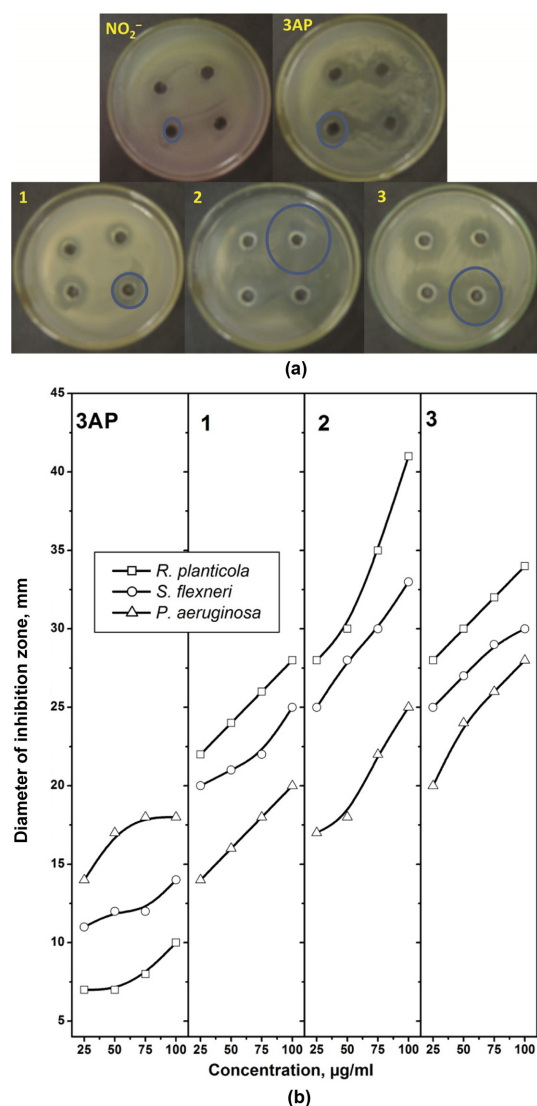 NO₂⁻ 3AP
1 2 3
(a)
45
40
35
30
25
20
15
10
5
Diameter of inhibition zone, mm
3AP 1 2 3
R. planticola
S. flexneri
P. aeruginosa
25 50 75 100 25 50 75 100 25 50 75 100 25 50 75 100
Concentration, µg/ml
(b)